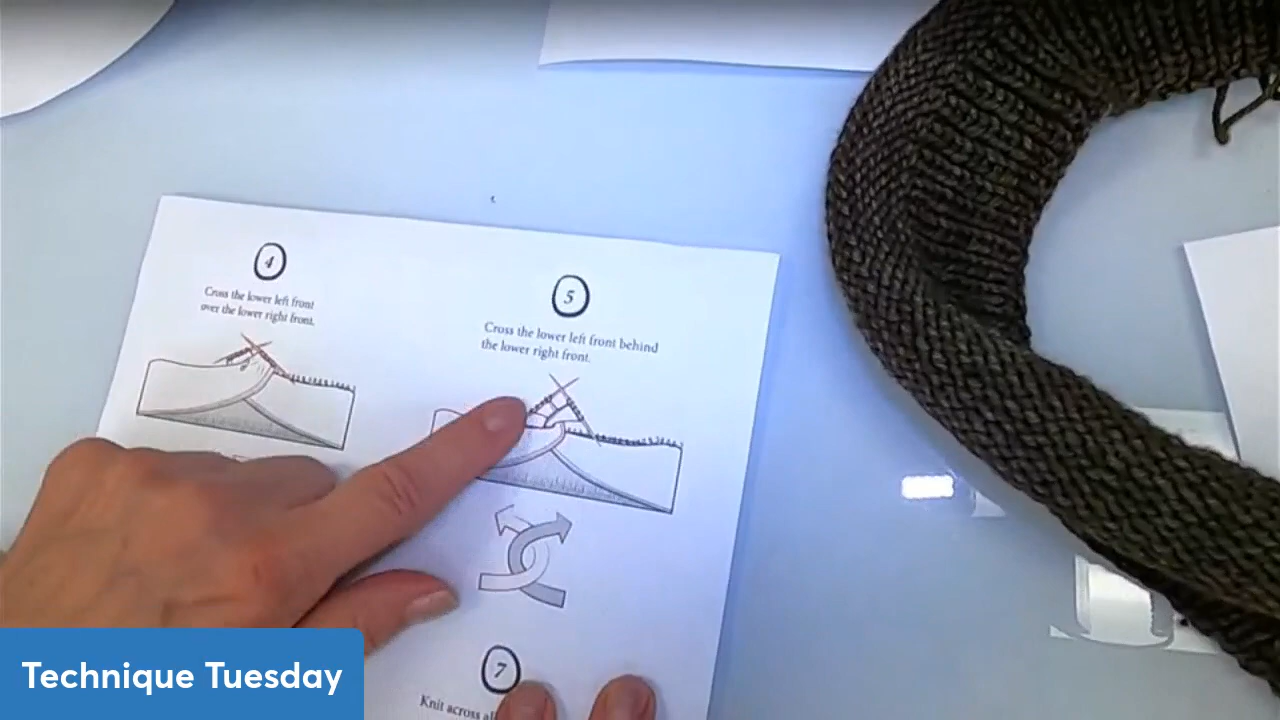 4
Cross the lower left front
over the lower right front.
5
Cross the lower left front behind
the lower right front.
7
Knit across
Technique Tuesday